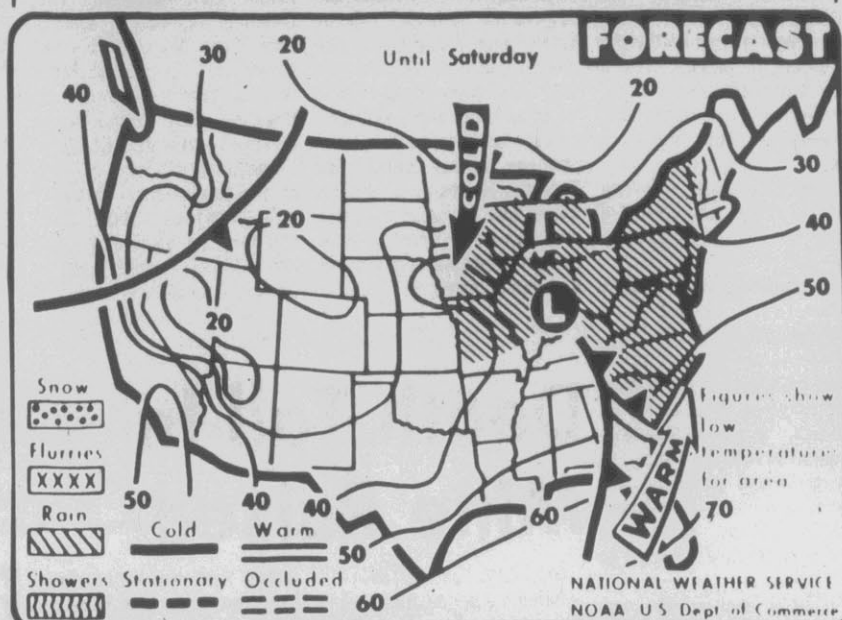 FORECAST
Until Saturday
20
30
40
20
20
30
40
50
COLD
20
20
L
Snow
Flurries
XXXX
Rain
Showers
Cold
Warm
Stationary
Occluded
50
40
40
50
60
60
70
WARM
Figures show
low
temperature
for area
NATIONAL WEATHER SERVICE
NOAA U S Dept of Commerce